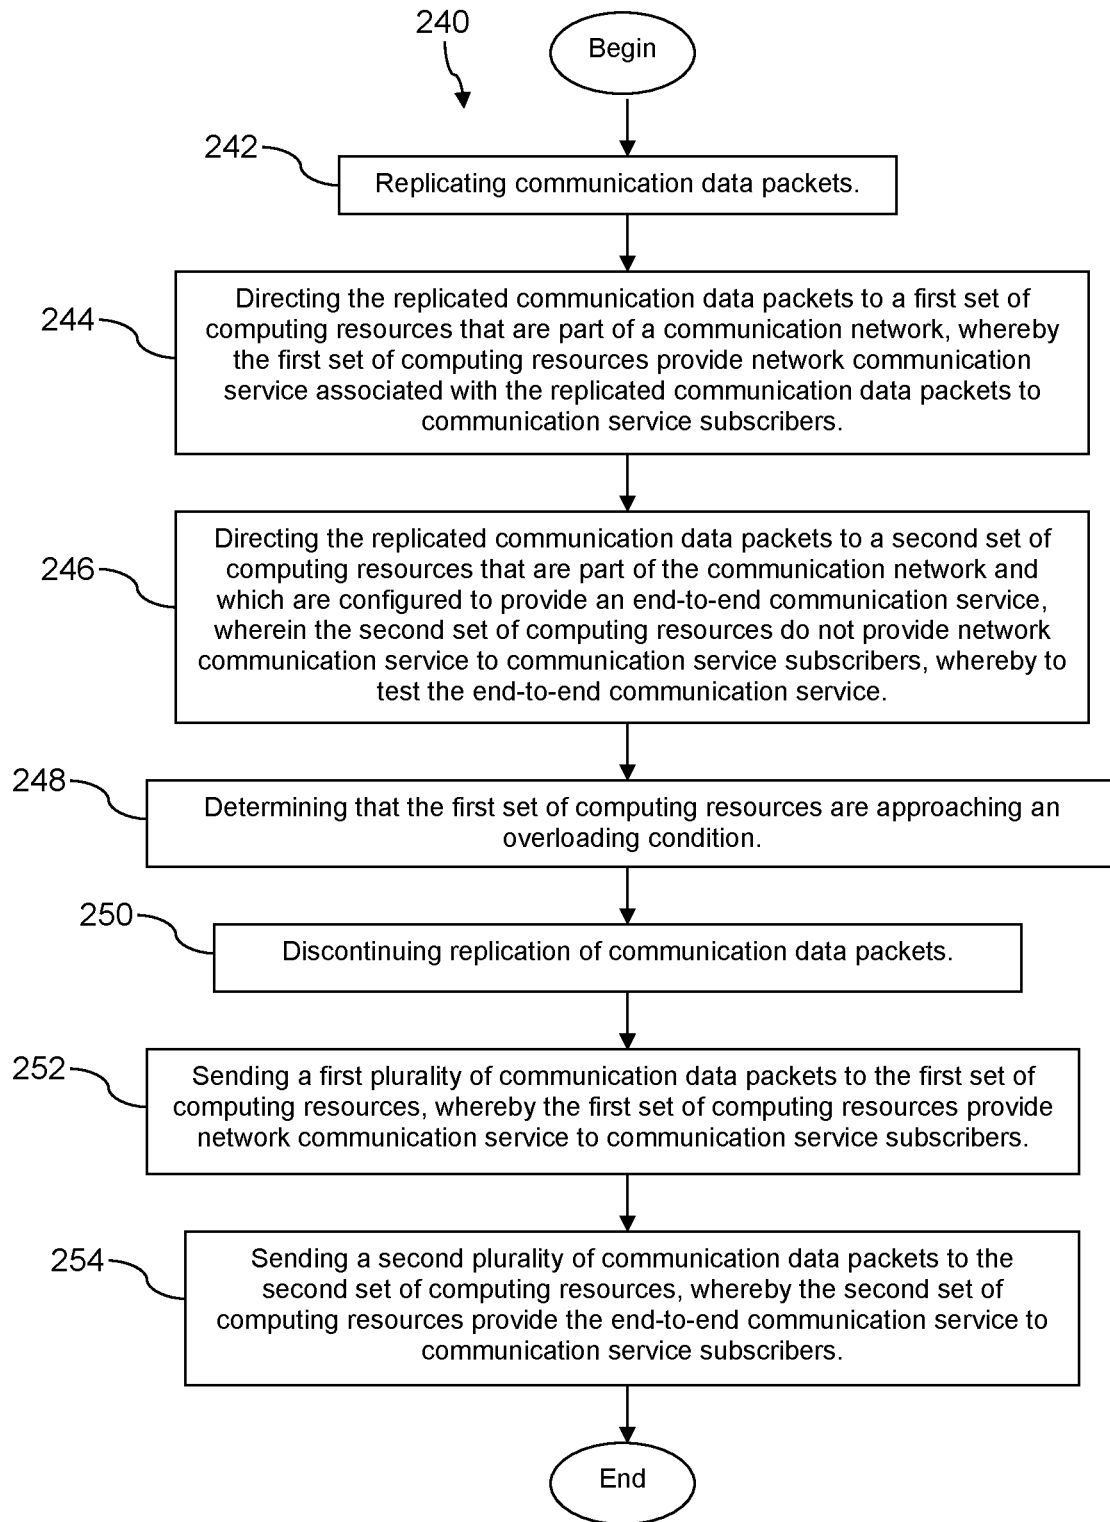 240
Begin
242
Replicating communication data packets.
244
Directing the replicated communication data packets to a first set of
computing resources that are part of a communication network, whereby
the first set of computing resources provide network communication
service associated with the replicated communication data packets to
communication service subscribers.
246
Directing the replicated communication data packets to a second set of
computing resources that are part of the communication network and
which are configured to provide an end-to-end communication service,
wherein the second set of computing resources do not provide network
communication service to communication service subscribers, whereby to
test the end-to-end communication service.
248
Determining that the first set of computing resources are approaching an
overloading condition.
250
Discontinuing replication of communication data packets.
252
Sending a first plurality of communication data packets to the first set of
computing resources, whereby the first set of computing resources provide
network communication service to communication service subscribers.
254
Sending a second plurality of communication data packets to the
second set of computing resources, whereby the second set of
computing resources provide the end-to-end communication service to
communication service subscribers.
End